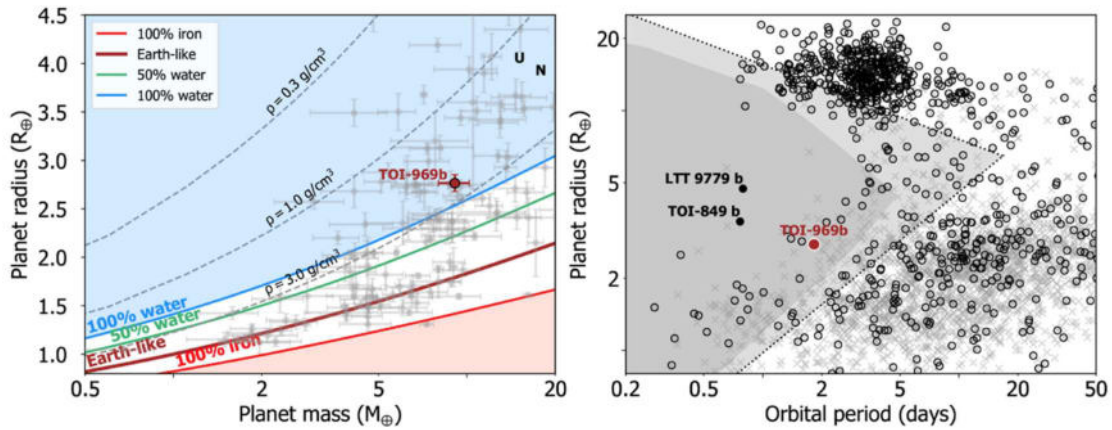 4.5
4.0
3.5
3.0
2.5
2.0
1.5
1.0
Planet radius (R⊕)
100% iron
Earth-like
50% water
100% water
ρ = 0.3 g/cm³
ρ = 1.0 g/cm³
ρ = 3.0 g/cm³
U
N
TOI-969b
100% water
50% water
Earth-like
100% iron
0.5
2
5
10
20
Planet mass (M⊕)
20
5
2
Planet radius (R⊕)
LTT 9779 b
TOI-849 b
TOI-969b
0.2
0.5
2
5
20
50
Orbital period (days)